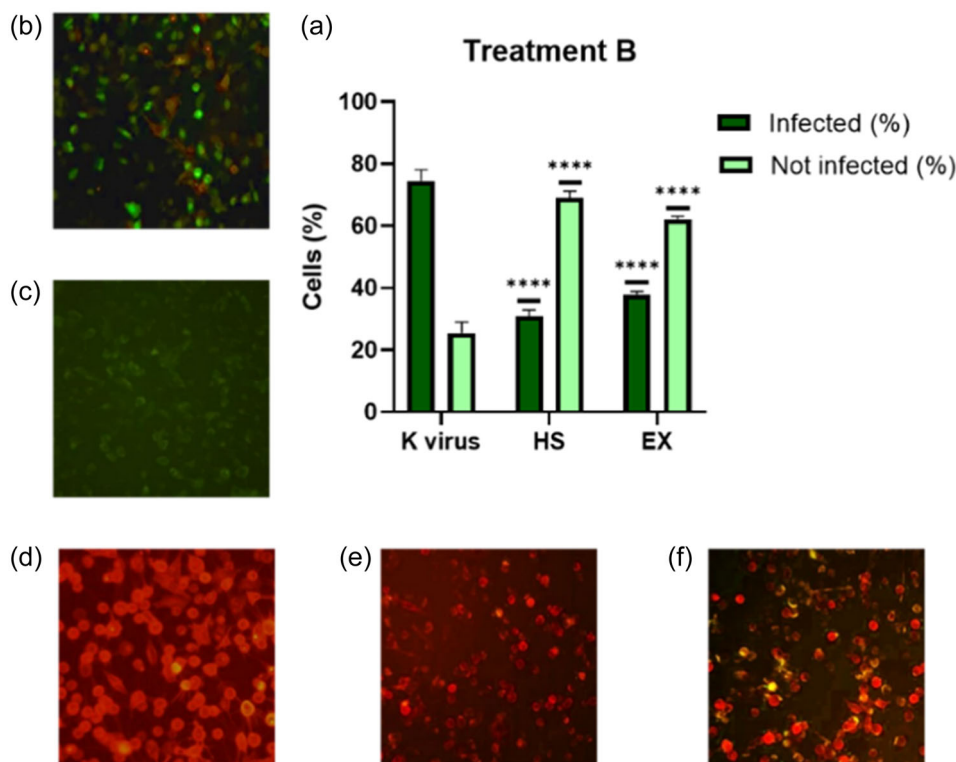 (b)
(a)
Treatment B
100
80
60
40
20
0
Cells (%)
****
****
****
****
K virus
HS
EX
Infected (%)
Not infected (%)
(c)
(d)
(e)
(f)